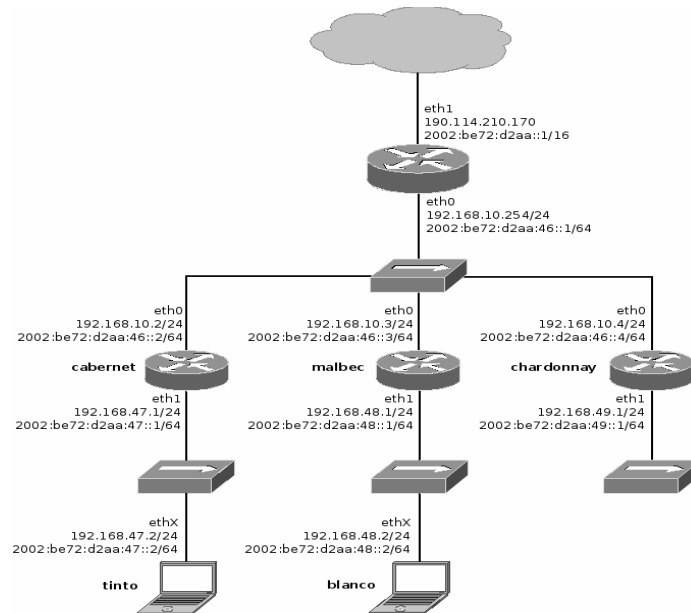 eth1
190.114.210.170
2002:be72:d2aa::1/16
eth0
192.168.10.254/24
2002:be72:d2aa:46::1/64
eth0
192.168.10.2/24
2002:be72:d2aa:46::2/64
cabernet
eth1
192.168.47.1/24
2002:be72:d2aa:47::1/64
ethX
192.168.47.2/24
2002:be72:d2aa:47::2/64
tinto
eth0
192.168.10.3/24
2002:be72:d2aa:46::3/64
malbec
eth1
192.168.48.1/24
2002:be72:d2aa:48::1/64
ethX
192.168.48.2/24
2002:be72:d2aa:48::2/64
blanco
eth0
192.168.10.4/24
2002:be72:d2aa:46::4/64
chardonnay
eth1
192.168.49.1/24
2002:be72:d2aa:49::1/64